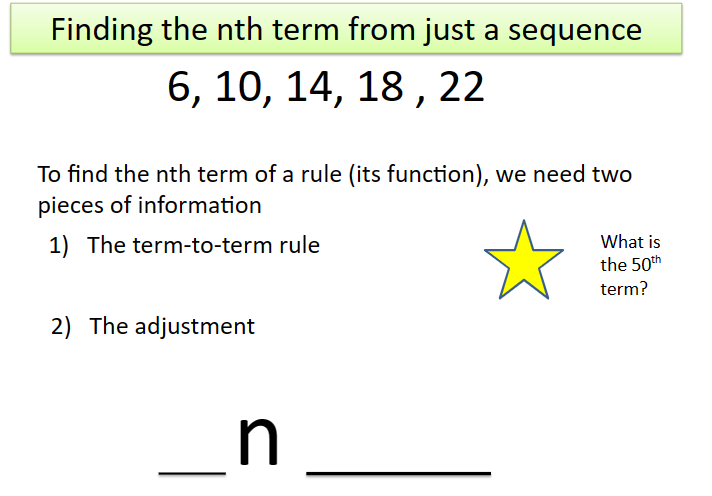 Finding the nth term from just a sequence
6, 10, 14, 18 , 22
To find the nth term of a rule (its function), we need two
pieces of information
1) The term-to-term rule
What is
the 50th
term?
2) The adjustment
__n ______